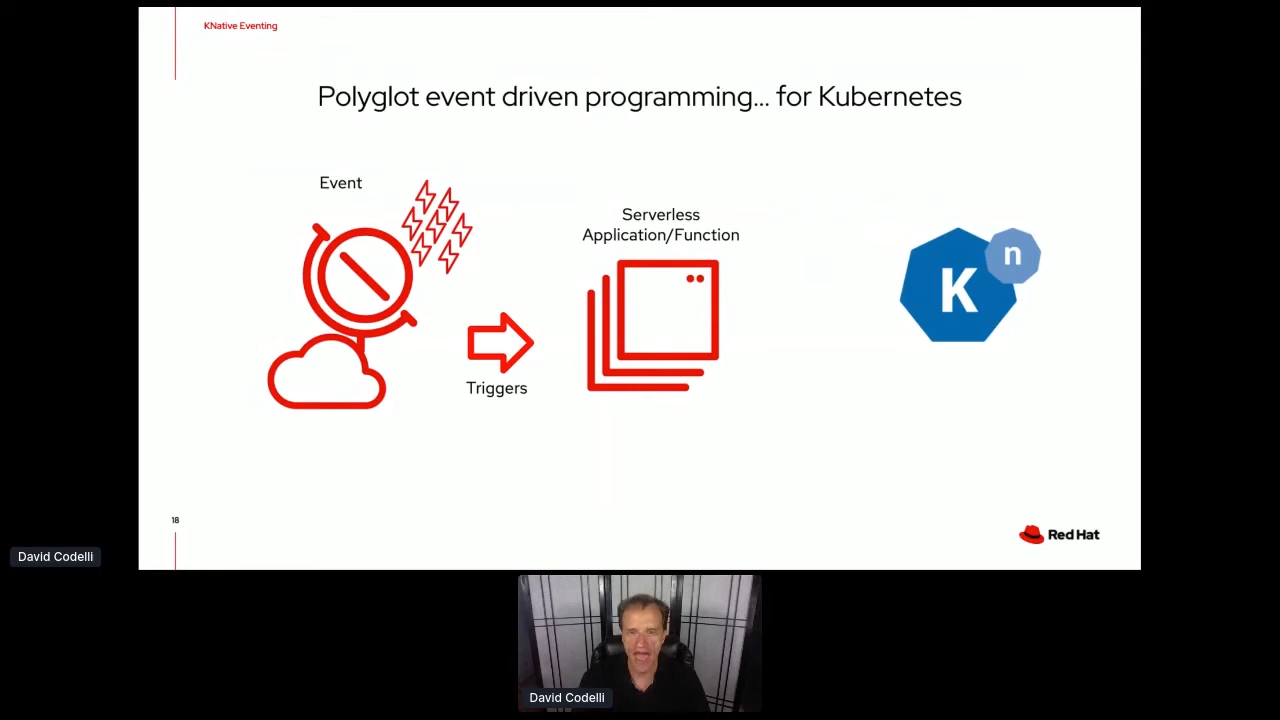 KNative Eventing
Polyglot event driven programming... for Kubernetes
Event
Serverless
Application/Function
K
n
Triggers
18
Red Hat
David Codelli
David Codelli